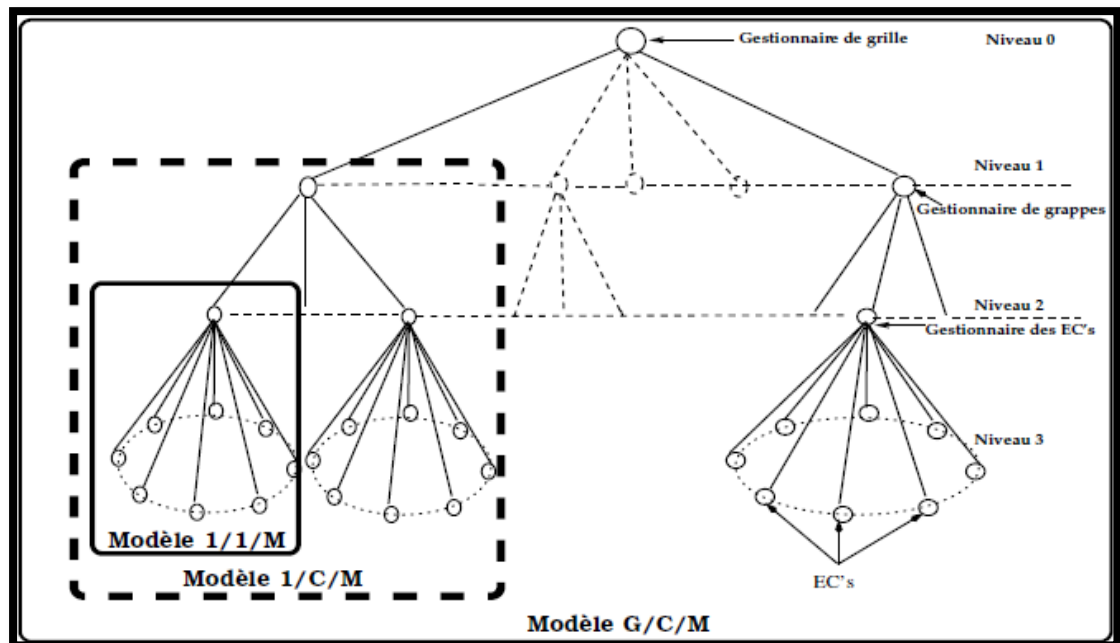 Gestionnaire de grille
Niveau 0
Niveau 1
Gestionnaire de grappes
Niveau 2
Gestionnaire des EC's
Niveau 3
Modèle 1/1/M
Modèle 1/C/M
EC's
Modèle G/C/M